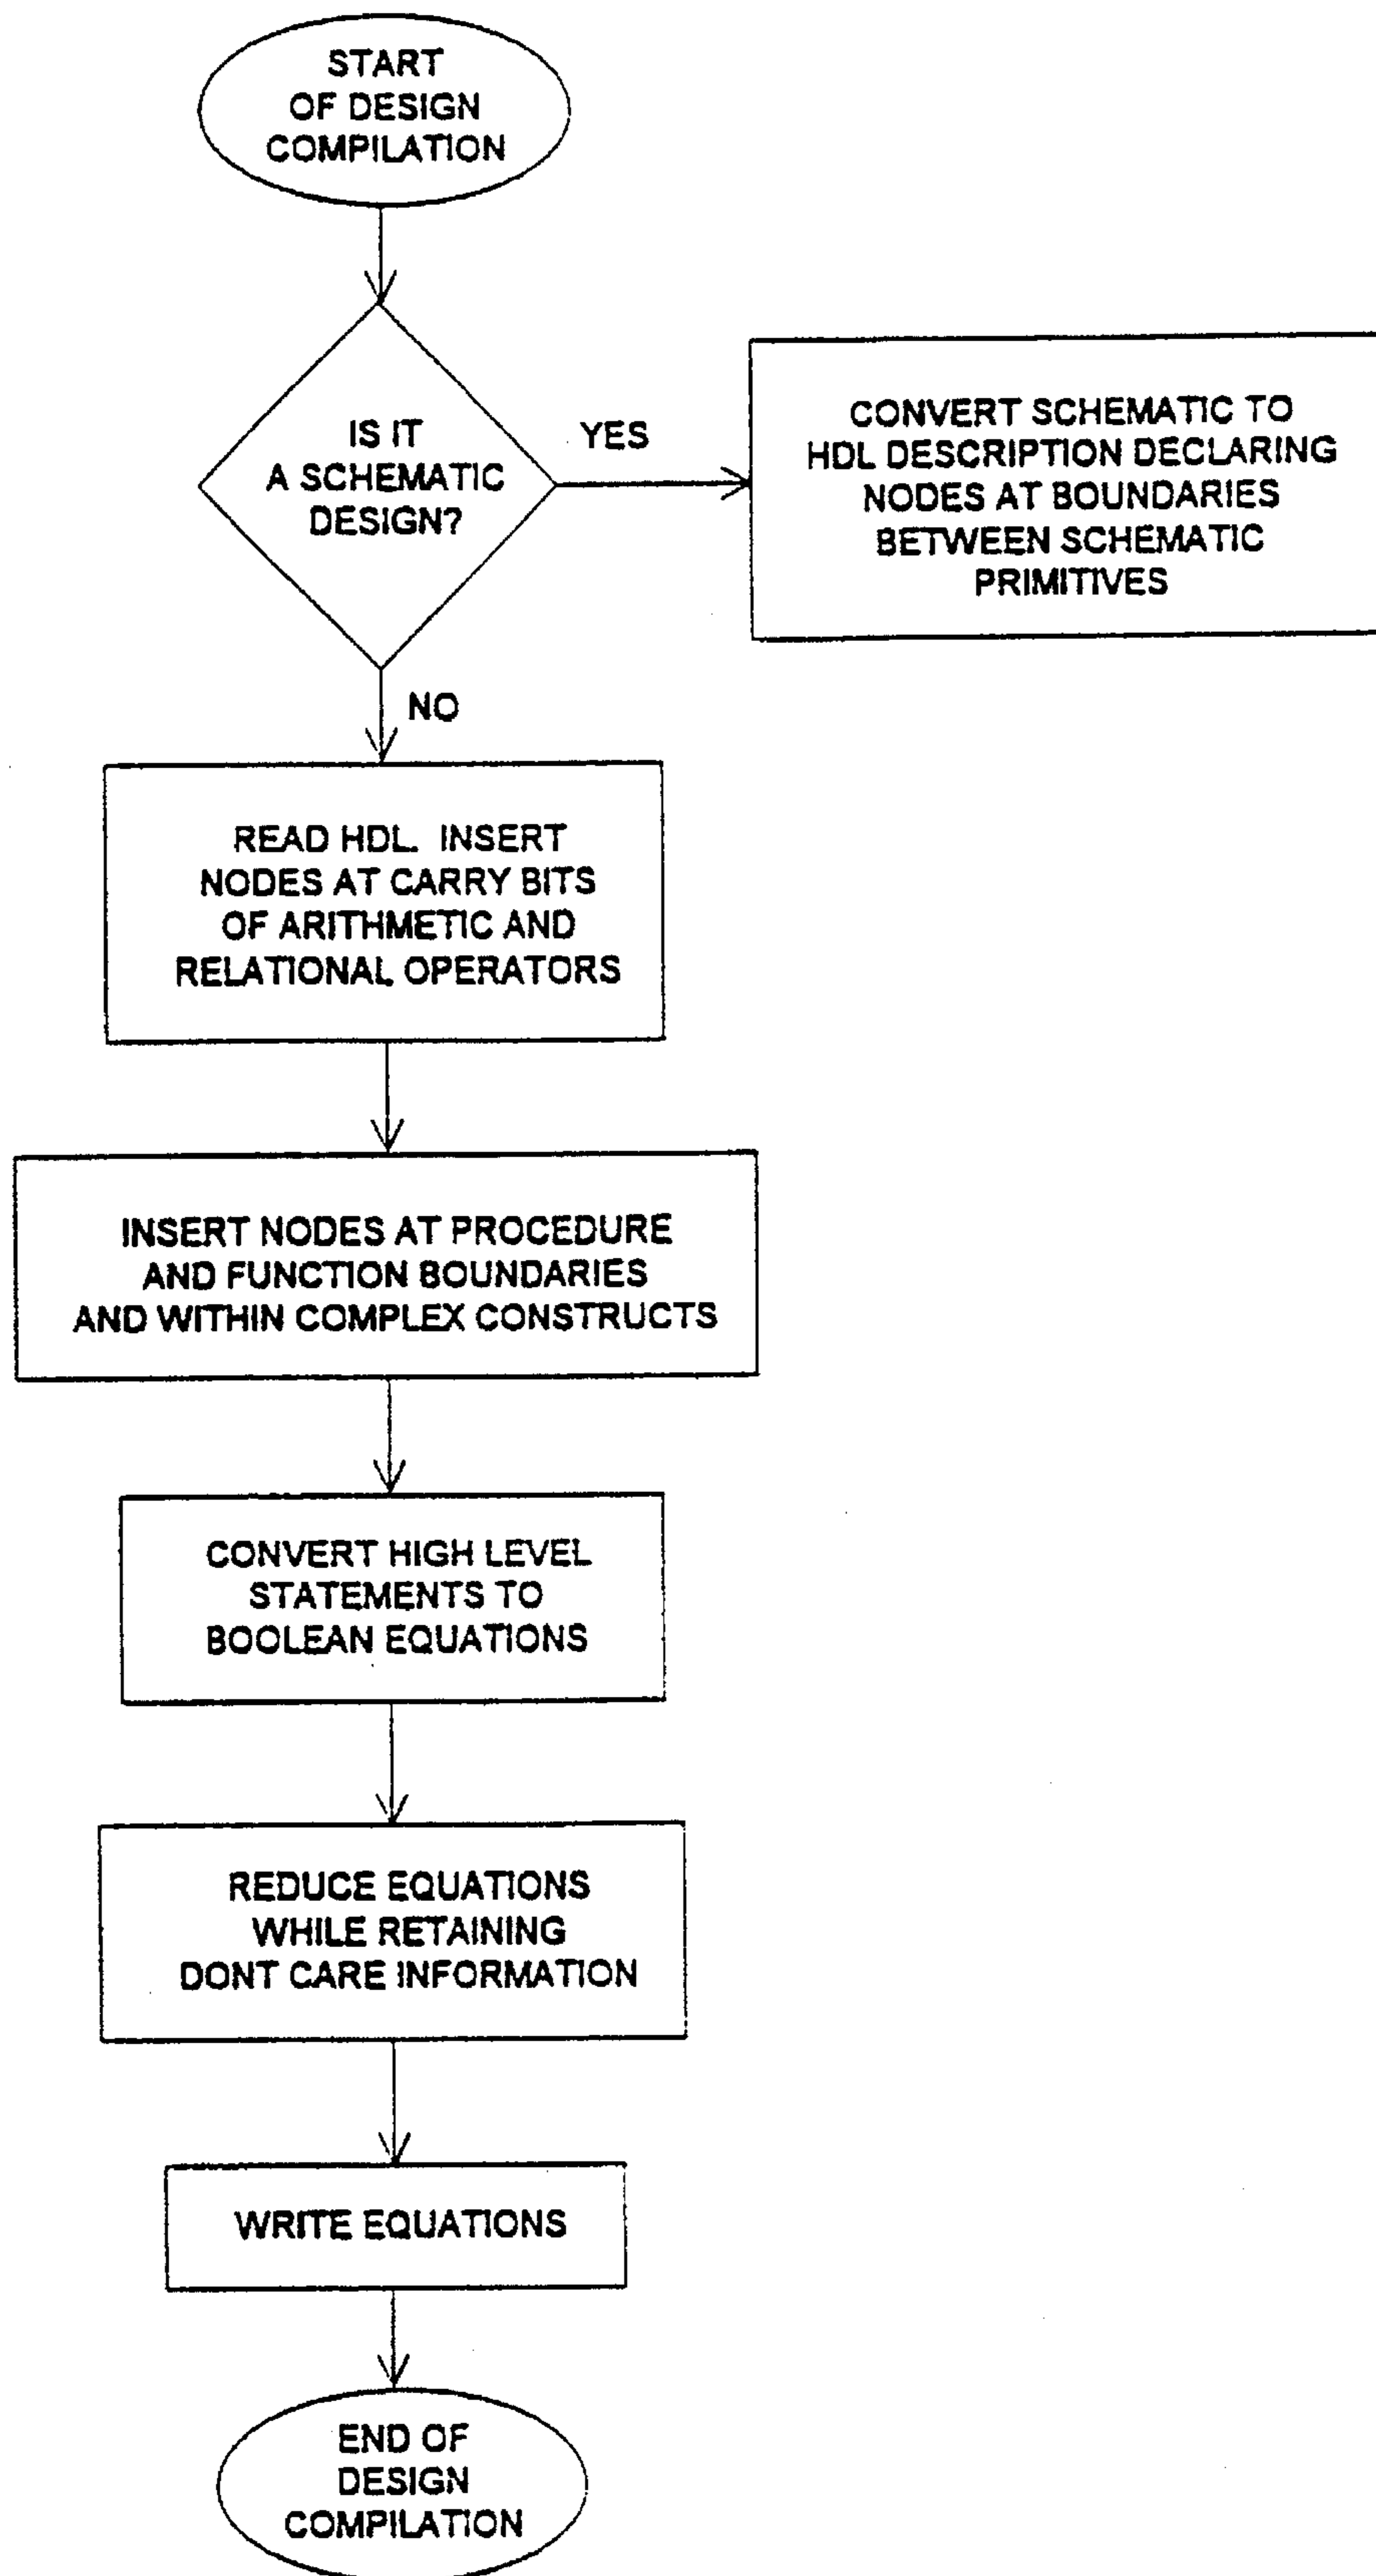 START
OF DESIGN
COMPILATION
IS IT
A SCHEMATIC
DESIGN?
YES
CONVERT SCHEMATIC TO
HDL DESCRIPTION DECLARING
NODES AT BOUNDARIES
BETWEEN SCHEMATIC
PRIMITIVES
NO
READ HDL. INSERT
NODES AT CARRY BITS
OF ARITHMETIC AND
RELATIONAL OPERATORS
INSERT NODES AT PROCEDURE
AND FUNCTION BOUNDARIES
AND WITHIN COMPLEX CONSTRUCTS
CONVERT HIGH LEVEL
STATEMENTS TO
BOOLEAN EQUATIONS
REDUCE EQUATIONS
WHILE RETAINING
DONT CARE INFORMATION
WRITE EQUATIONS
END OF
DESIGN
COMPILATION